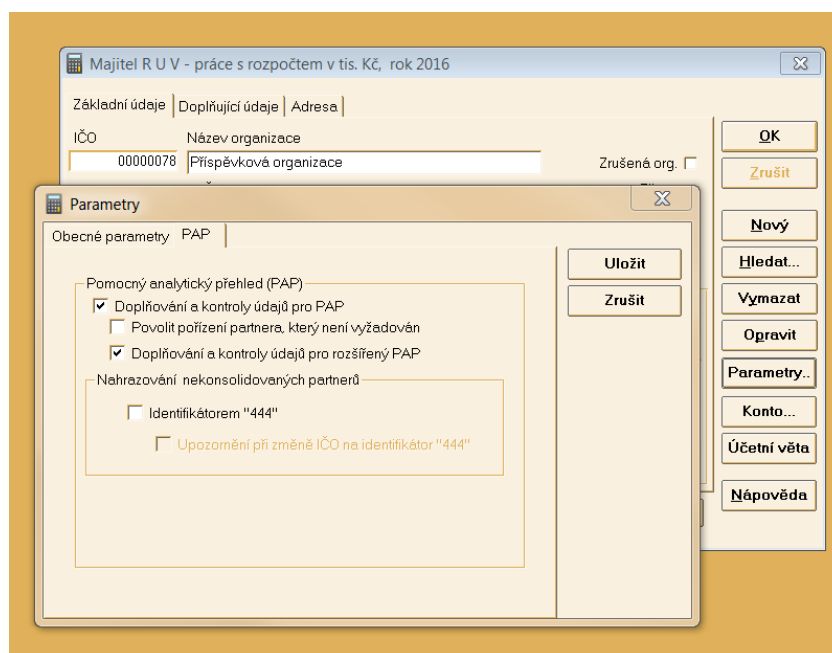 Majitel R U V - práce s rozpočtem v tis. Kč, rok 2016
Základní údaje Doplňující údaje Adresa
IČO Název organizace
00000078 Příspěvková organizace Zrušená org.
OK
Zrušit
Nový
Hledat...
Vymazat
Opravit
Parametry..
Konto...
Účetní věta
Nápověda
Parametry
Obecné parametry PAP
Uložit
Zrušit
Pomocný analytický přehled (PAP)
Doplňování a kontroly údajů pro PAP
Povolit pořízení partnera, který není vyžadován
Doplňování a kontroly údajů pro rozšířený PAP
Nahrazování nekonsolidovaných partnerů
Identifikátorem "444"
Upozornění při změně IČO na identifikátor "444"